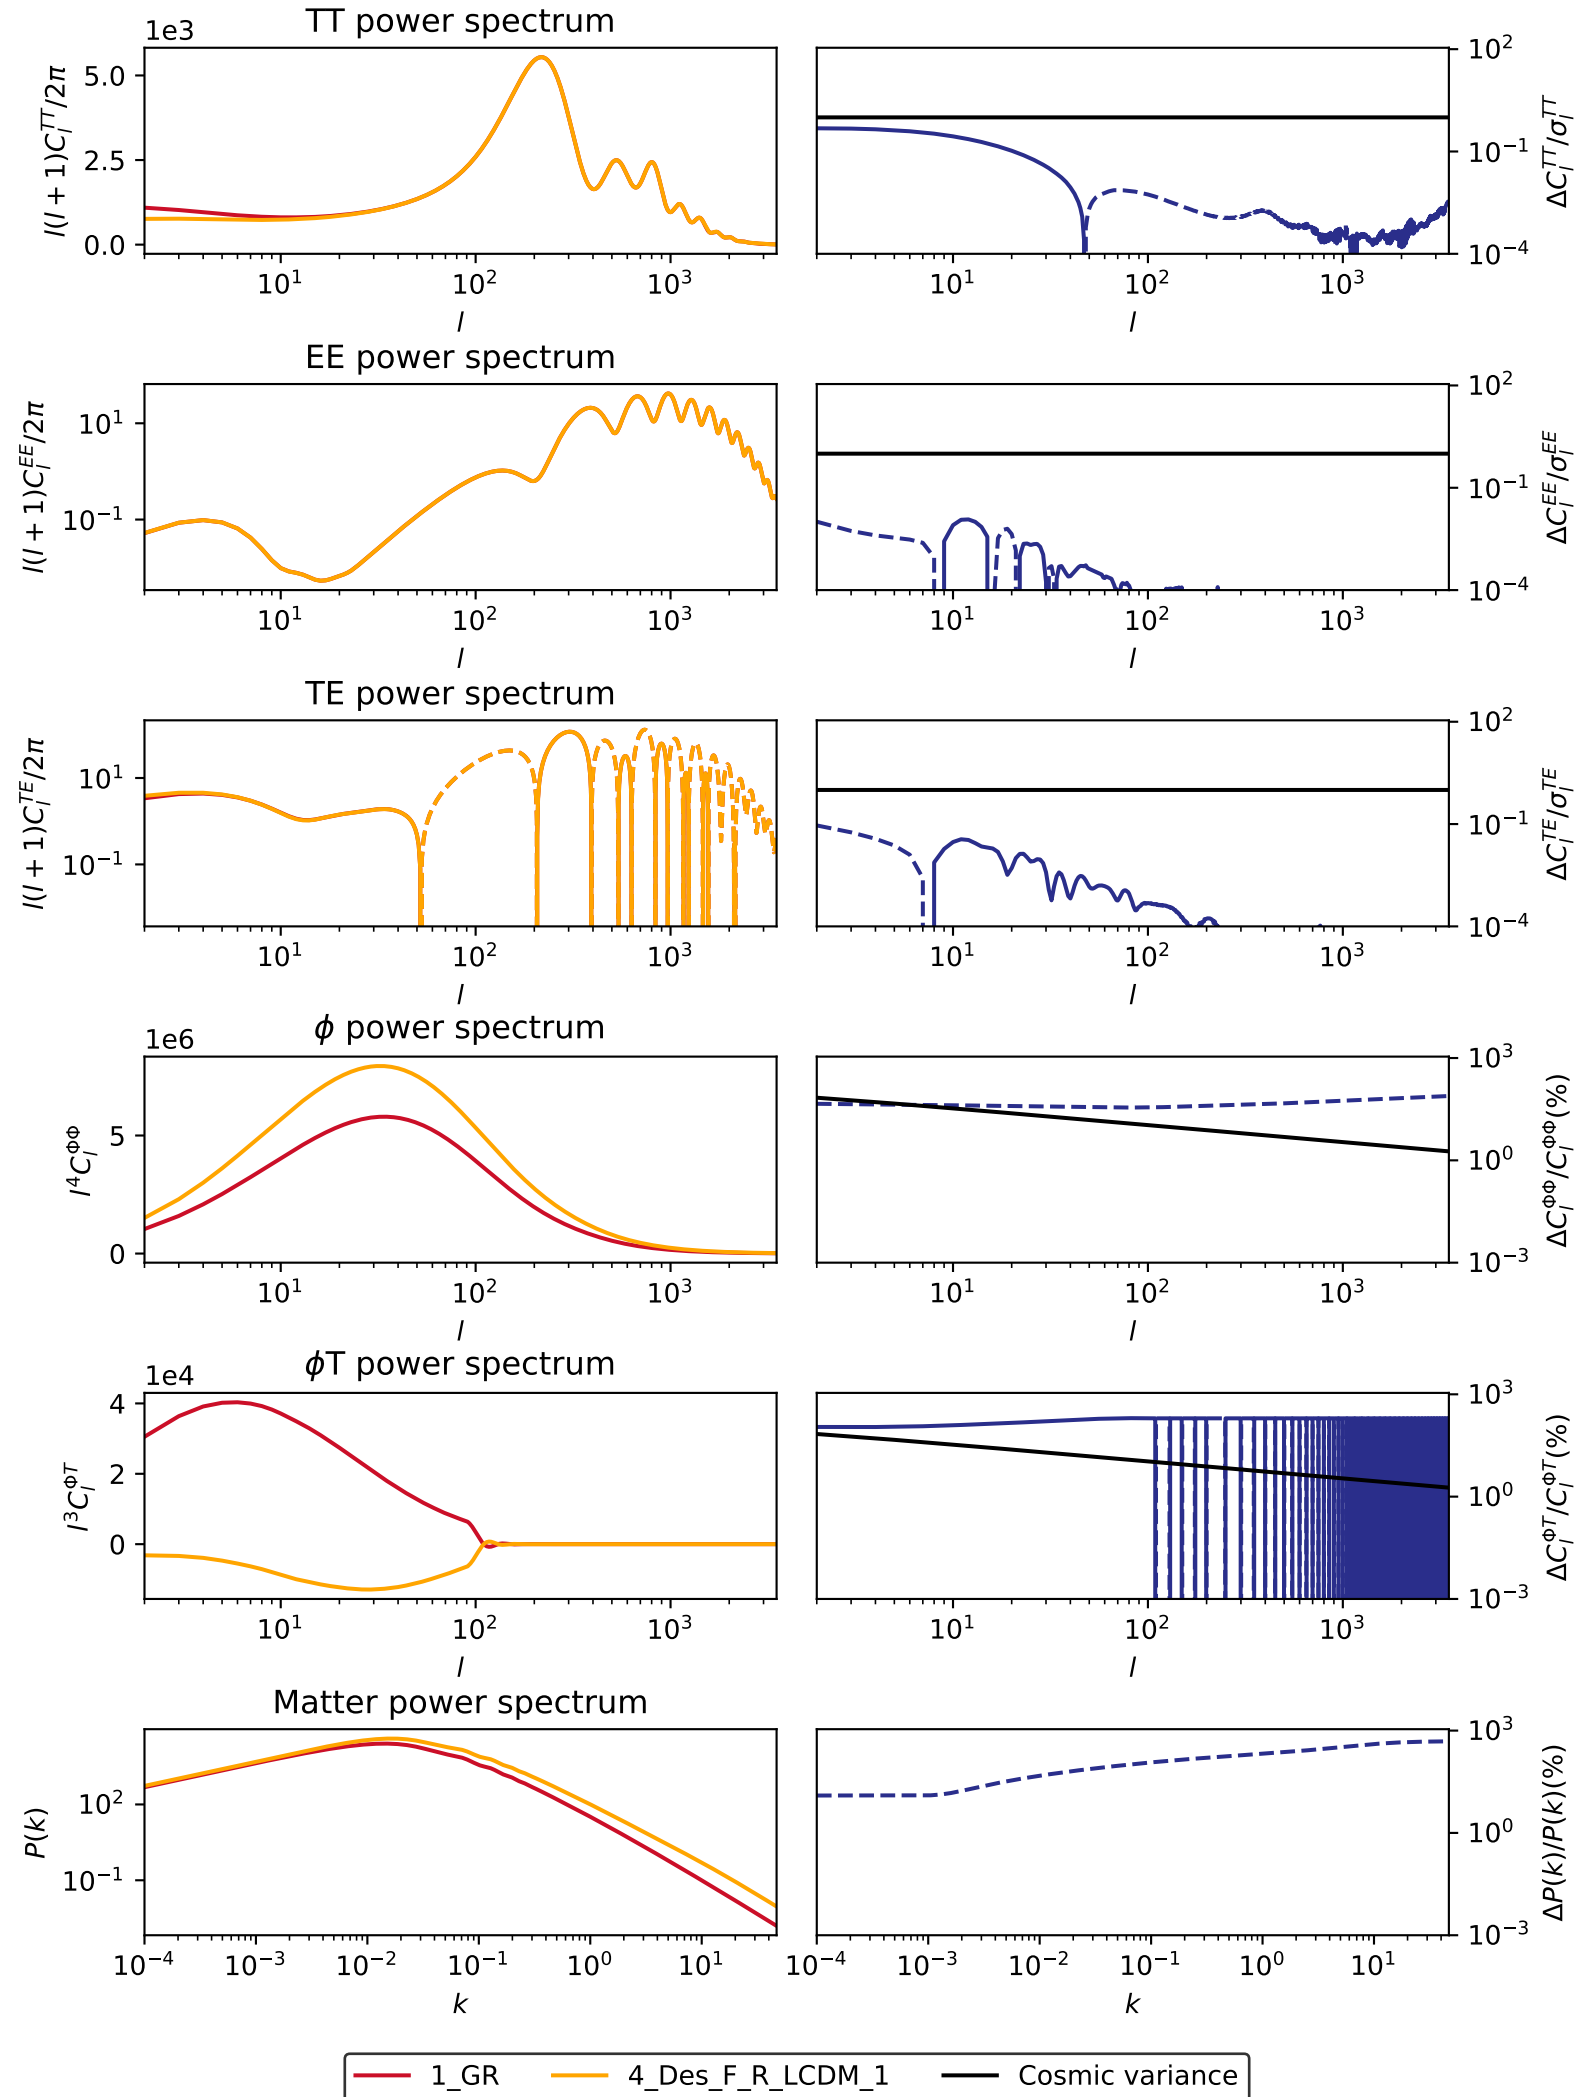 TT power spectrum
1e3
l(l + 1)C_l^{TT}/2π
5.0
2.5
0.0
10^1 10^2 10^3
l
10^2
10^{-1}
10^{-4}
ΔC_l^{TT}/σ_l^{TT}
10^1 10^2 10^3
l
EE power spectrum
l(l + 1)C_l^{EE}/2π
10^1
10^{-1}
10^1 10^2 10^3
l
10^2
10^{-1}
10^{-4}
ΔC_l^{EE}/σ_l^{EE}
10^1 10^2 10^3
l
TE power spectrum
l(l + 1)C_l^{TE}/2π
10^1
10^{-1}
10^1 10^2 10^3
l
10^2
10^{-1}
10^{-4}
ΔC_l^{TE}/σ_l^{TE}
10^1 10^2 10^3
l
ϕ power spectrum
1e6
l^4C_l^{ΦΦ}
5
0
10^1 10^2 10^3
l
10^3
10^0
10^{-3}
ΔC_l^{ΦΦ}/C_l^{ΦΦ}(%)
10^1 10^2 10^3
l
ϕT power spectrum
1e4
l^3C_l^{ΦT}
4
2
0
10^1 10^2 10^3
l
10^3
10^0
10^{-3}
ΔC_l^{ΦT}/C_l^{ΦT}(%)
10^1 10^2 10^3
l
Matter power spectrum
P(k)
10^2
10^{-1}
10^{-4} 10^{-3} 10^{-2} 10^{-1} 10^0 10^1
k
10^3
10^0
10^{-3}
ΔP(k)/P(k)(%)
10^{-4} 10^{-3} 10^{-2} 10^{-1} 10^0 10^1
k
1_GR 4_Des_F_R_LCDM_1 Cosmic variance